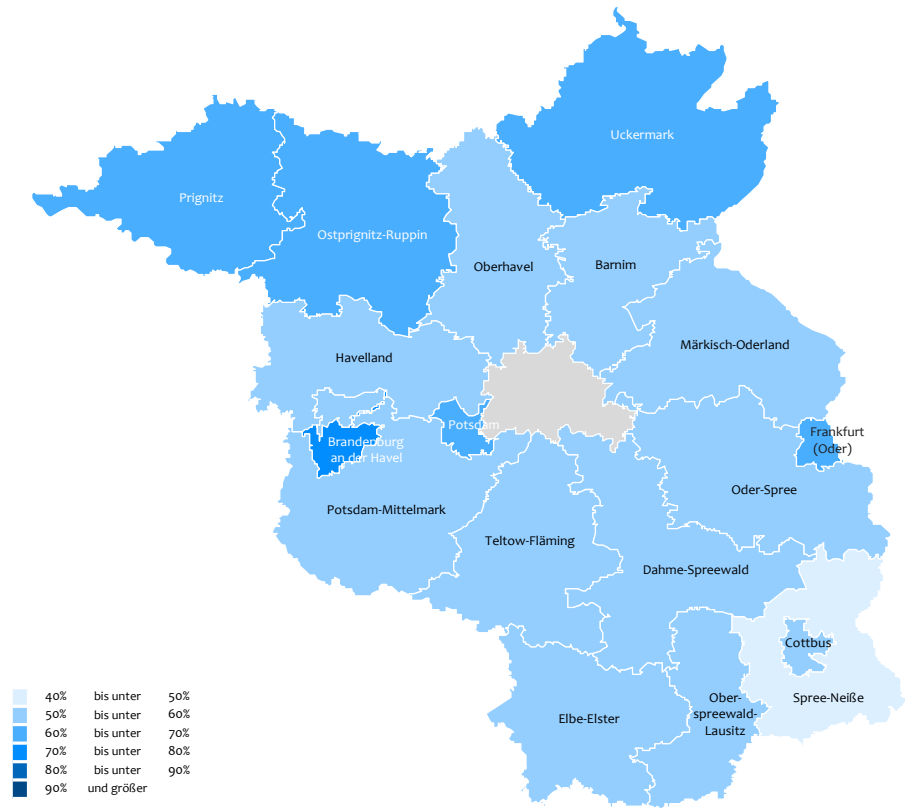 Uckermark
Prignitz
Ostprignitz-Ruppin
Oberhavel
Barnim
Märkisch-Oderland
Havelland
Potsdam
Frankfurt
(Oder)
Brandenburg
an der Havel
Oder-Spree
Potsdam-Mittelmark
Teltow-Fläming
Dahme-Spreewald
Cottbus
Spree-Neiße
Elbe-Elster
Ober-
spreewald-
Lausitz
40% bis unter 50%
50% bis unter 60%
60% bis unter 70%
70% bis unter 80%
80% bis unter 90%
90% und größer